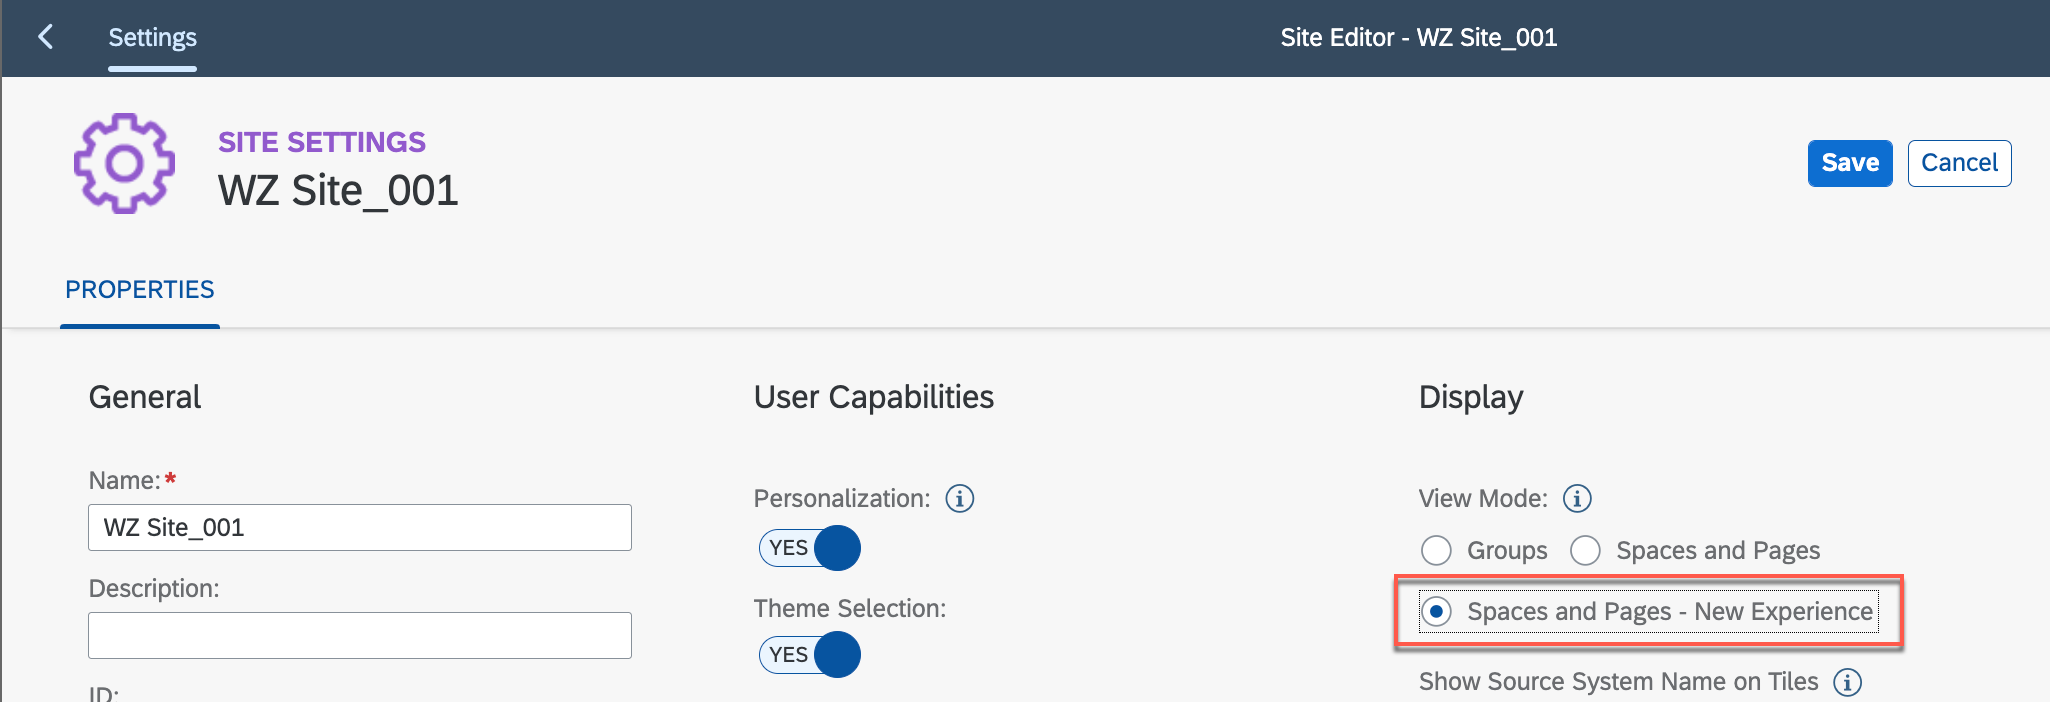 Settings
Site Editor - WZ Site_001
SITE SETTINGS
WZ Site_001
Save
Cancel
PROPERTIES
General
Name:*
WZ Site_001
Description:
ID:
User Capabilities
Personalization:
YES
Theme Selection:
YES
Display
View Mode:
Groups Spaces and Pages
Spaces and Pages - New Experience
Show Source System Name on Tiles